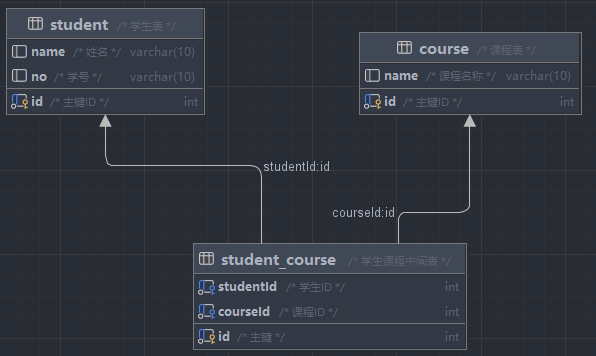 student /* 学生表 */
name /* 姓名 */ varchar(10)
no /* 学号 */ varchar(10)
id /* 主键ID */ int
course /* 课程表 */
name /* 课程名称 */ varchar(10)
id /* 主键ID */ int
studentId:id
courseId:id
student_course /* 学生课程中间表 */
studentId /* 学生ID */ int
courseId /* 课程ID */ int
id /* 主键 */ int